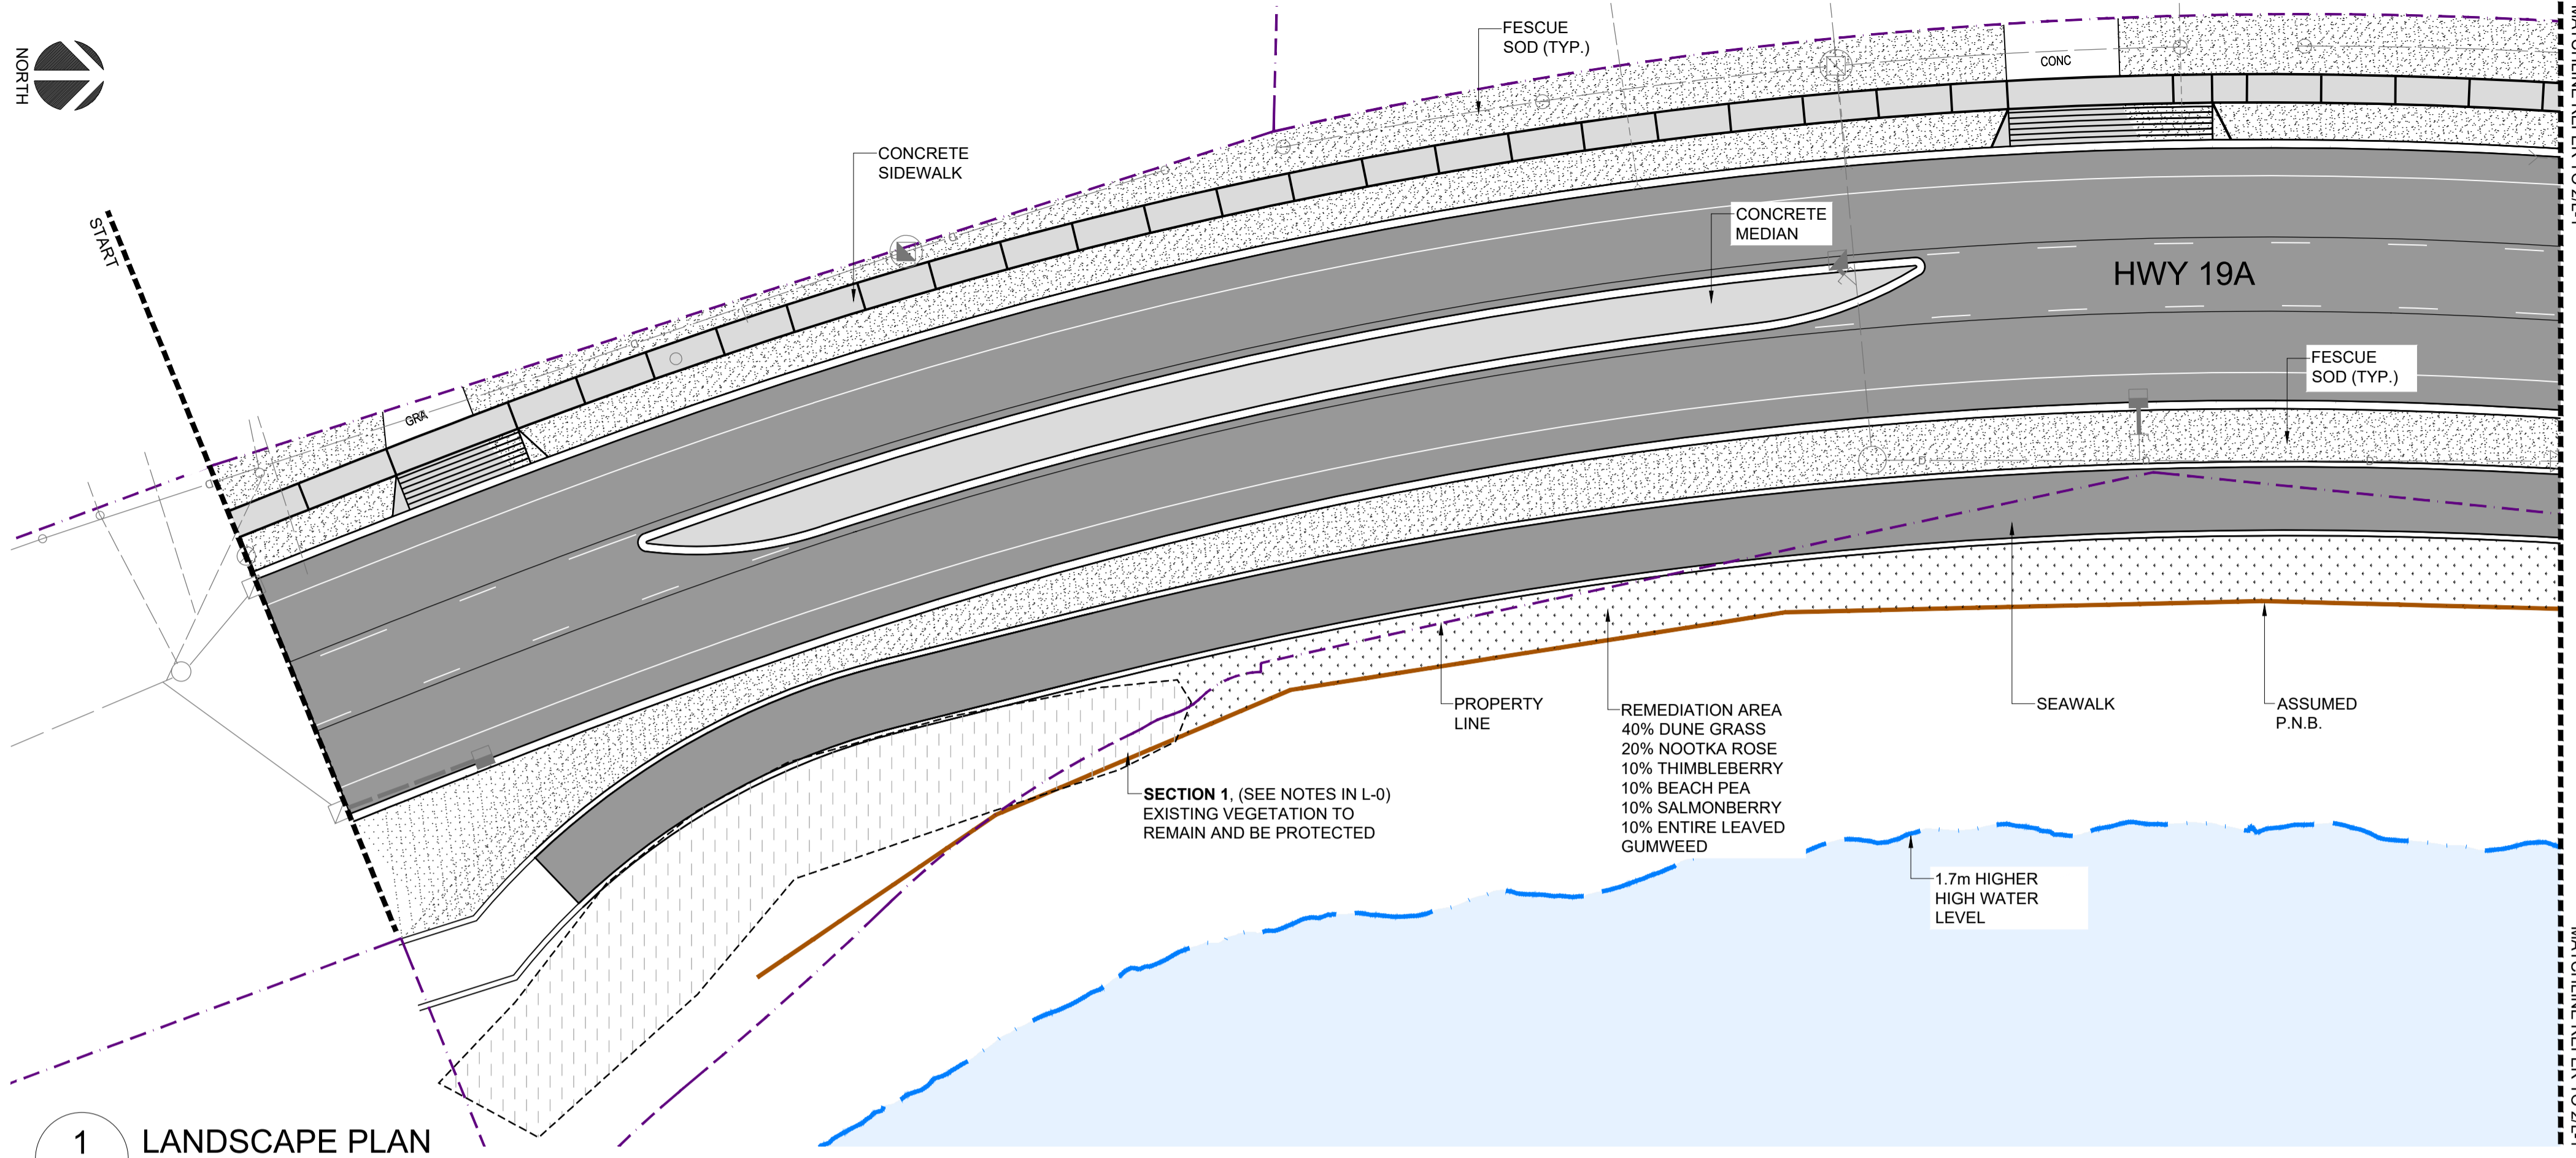 NORTH
START
FESCUE
SOD (TYP.)
CONC
CONCRETE
SIDEWALK
CONCRETE
MEDIAN
HWY 19A
FESCUE
SOD (TYP.)
GRA
PROPERTY
LINE
REMEDIATION AREA
40% DUNE GRASS
20% NOOTKA ROSE
10% THIMBLEBERRY
10% BEACH PEA
10% SALMONBERRY
10% ENTIRE LEAVED
GUMWEED
SEAWALK
ASSUMED
P.N.B.
SECTION 1, (SEE NOTES IN L-0)
EXISTING VEGETATION TO
REMAIN AND BE PROTECTED
1.7m HIGHER
HIGH WATER
LEVEL
1
LANDSCAPE PLAN